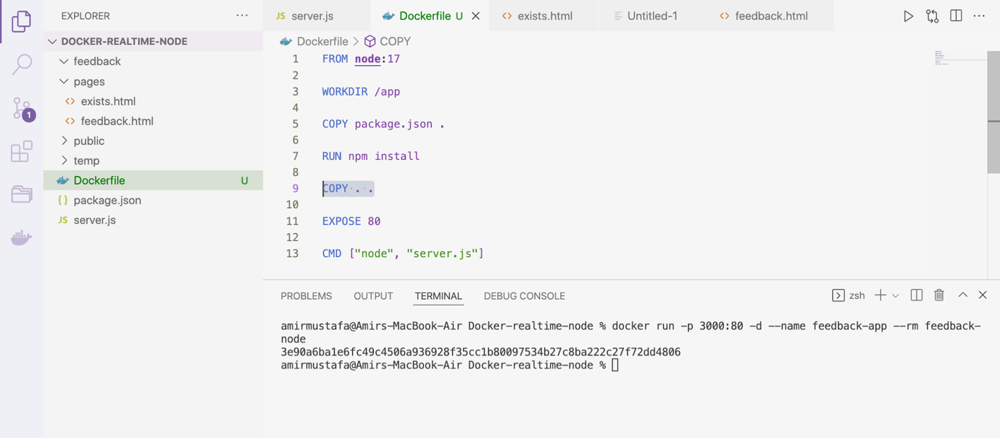 EXPLORER
...
JS server.js
Dockerfile U
<> exists.html
Untitled-1
<> feedback.html
DOCKER-REALTIME-NODE
feedback
pages
<> exists.html
<> feedback.html
public
temp
Dockerfile U
{} package.json
JS server.js
1
Dockerfile > COPY
1 FROM node:17
2
3 WORKDIR /app
4
5 COPY package.json .
6
7 RUN npm install
8
9 COPY . .
10
11 EXPOSE 80
12
13 CMD ["node", "server.js"]
PROBLEMS OUTPUT TERMINAL DEBUG CONSOLE
zsh
amirmustafa@Amirs-MacBook-Air Docker-realtime-node % docker run -p 3000:80 -d --name feedback-app --rm feedback-
node
3e90a6ba1e6fc49c4506a936928f35cc1b80097534b27c8ba222c27f72dd4806
amirmustafa@Amirs-MacBook-Air Docker-realtime-node %